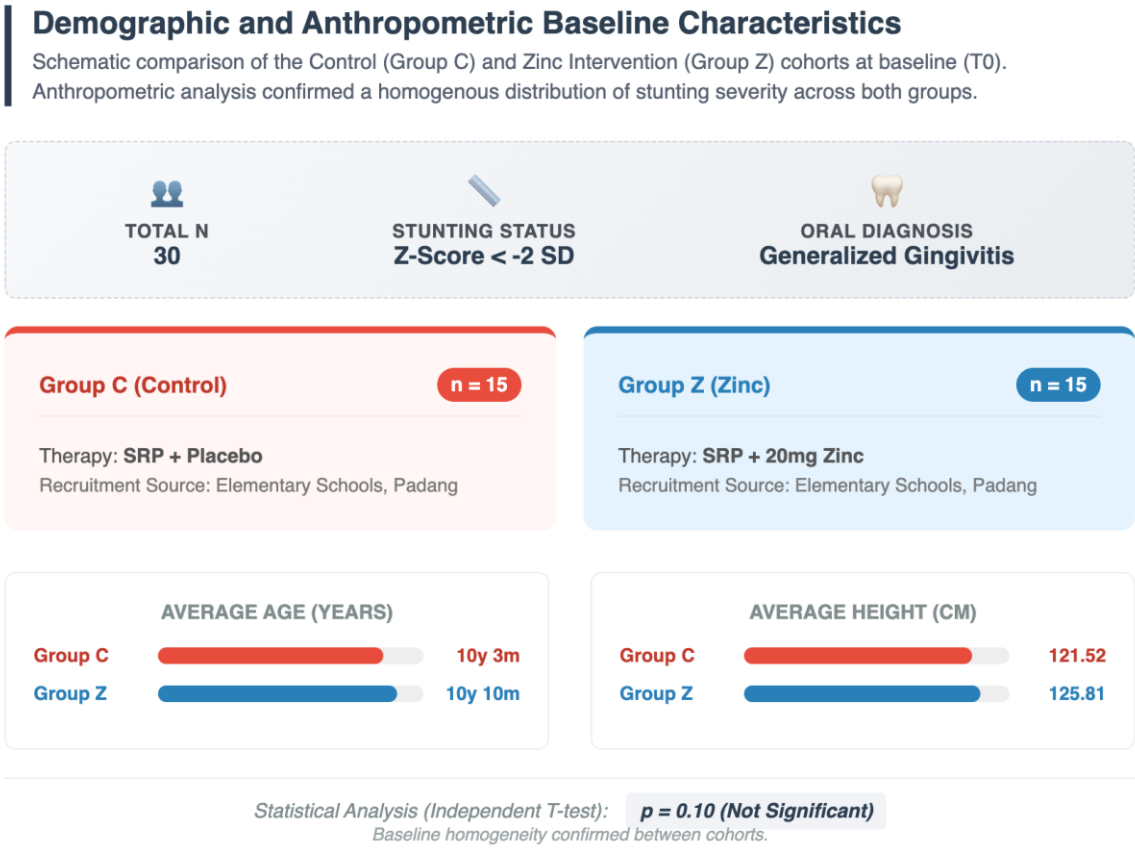 Demographic and Anthropometric Baseline Characteristics
Schematic comparison of the Control (Group C) and Zinc Intervention (Group Z) cohorts at baseline (T0).
Anthropometric analysis confirmed a homogenous distribution of stunting severity across both groups.
TOTAL N
30
STUNTING STATUS
Z-Score < -2 SD
ORAL DIAGNOSIS
Generalized Gingivitis
Group C (Control)
n = 15
Therapy: SRP + Placebo
Recruitment Source: Elementary Schools, Padang
Group Z (Zinc)
n = 15
Therapy: SRP + 20mg Zinc
Recruitment Source: Elementary Schools, Padang
AVERAGE AGE (YEARS)
Group C 10y 3m
Group Z 10y 10m
AVERAGE HEIGHT (CM)
Group C 121.52
Group Z 125.81
Statistical Analysis (Independent T-test): p = 0.10 (Not Significant)
Baseline homogeneity confirmed between cohorts.